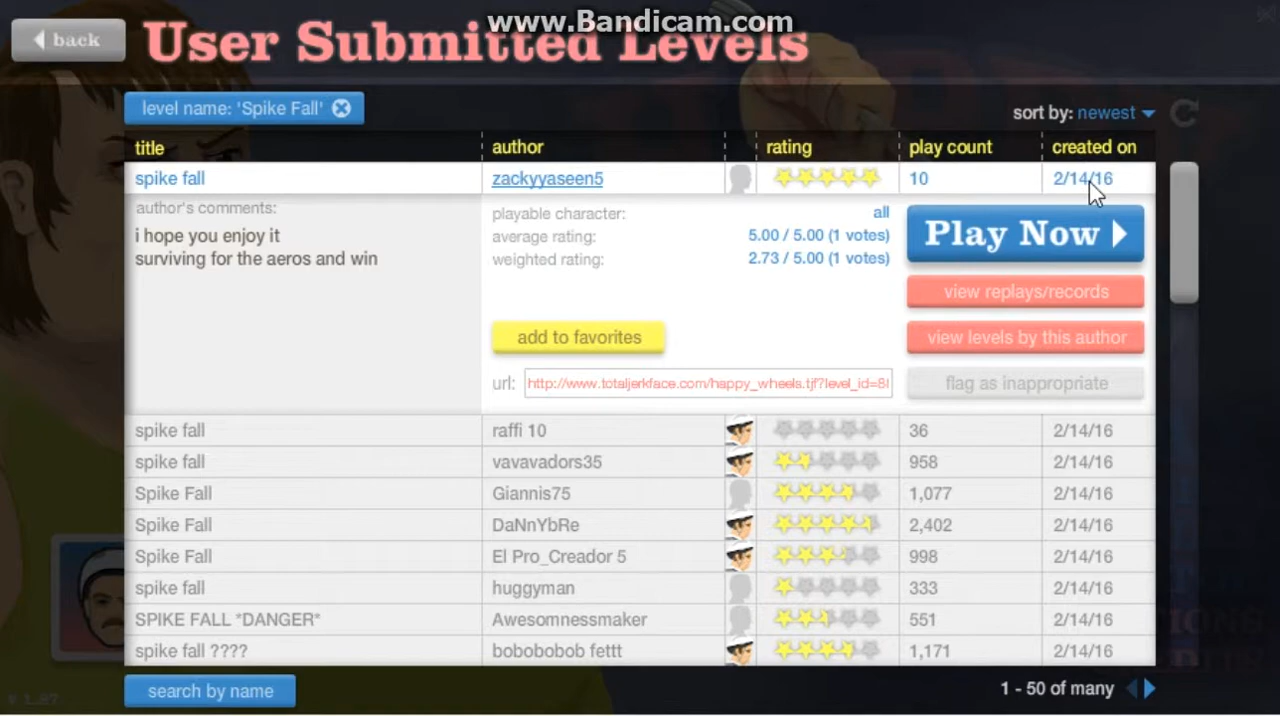 www.Bandicam.com
back
User Submitted Levels
level name: 'Spike Fall'
sort by: newest
title author rating play count created on
spike fall zackyyaseen5 10 2/14/16
author's comments:
i hope you enjoy it
surviving for the aeros and win
playable character: all
average rating: 5.00 / 5.00 (1 votes)
weighted rating: 2.73 / 5.00 (1 votes)
add to favorites
url: http://www.totaljerkface.com/happy_wheels.tjf?level_id=8
Play Now
view replays/records
view levels by this author
flag as inappropriate
spike fall raffi 10 36 2/14/16
spike fall vavavadors35 958 2/14/16
Spike Fall Giannis75 1,077 2/14/16
Spike Fall DaNnYbRe 2,402 2/14/16
Spike Fall El Pro_Creador 5 998 2/14/16
spike fall huggyman 333 2/14/16
SPIKE FALL *DANGER* Awesomnessmaker 551 2/14/16
spike fall ???? bobobobob fettt 1,171 2/14/16
search by name
1 - 50 of many